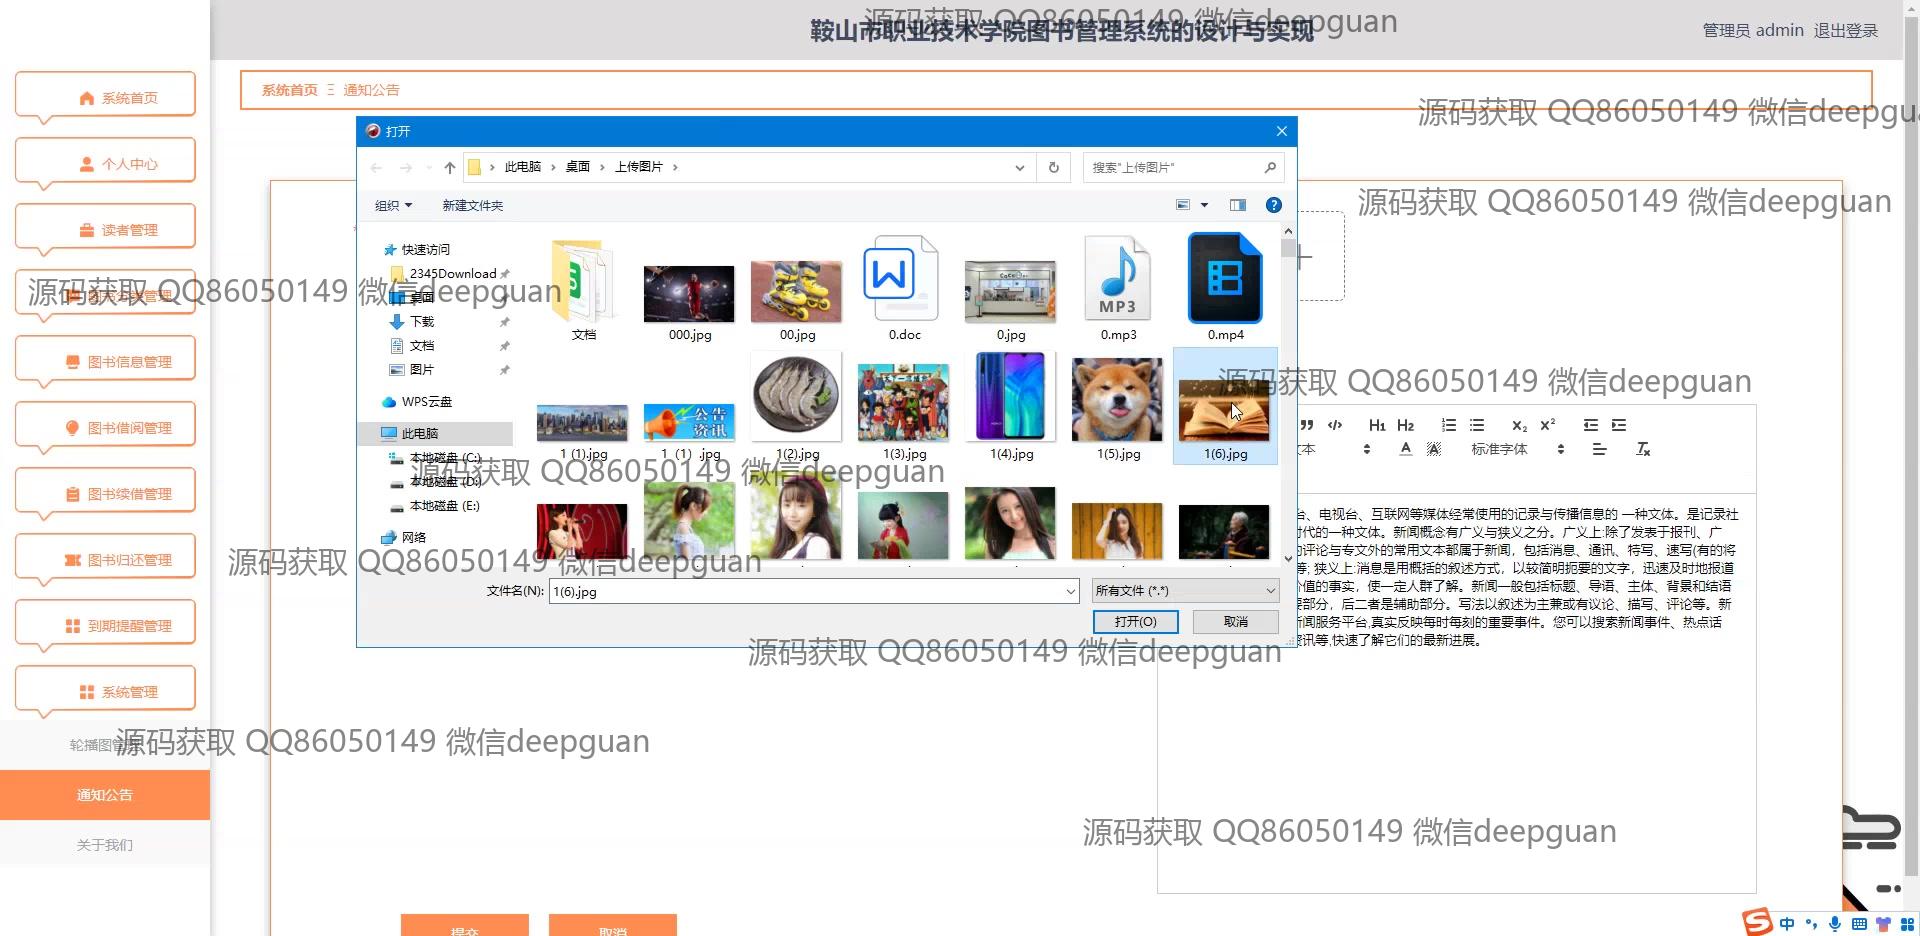 鞍山市职业技术学院图书管理系统的设计与实现
管理员 admin 退出登录
源码获取 QQ86050149 微信deepguan
系统首页
个人中心
读者管理
图书分类管理
图书信息管理
图书借阅管理
图书续借管理
图书归还管理
到期提醒管理
系统管理
轮播图管理
通知公告
关于我们
系统首页 Ξ 通知公告
源码获取 QQ86050149 微信deepgu
打开
此电脑 › 桌面 › 上传图片 ›
搜索"上传图片"
源码获取 QQ86050149 微信deepguan
组织 新建文件夹
快速访问
2345Download
桌面
下载
文档
图片
WPS云盘
此电脑
本地磁盘 (C:)
本地磁盘 (D:)
本地磁盘 (E:)
网络
源码获取 QQ86050149 微信deepguan
MP3
文档 000.jpg 00.jpg 0.doc 0.jpg 0.mp3 0.mp4
源码获取 QQ86050149 微信deepguan
公告
资讯
1 (1).jpg 1（1）.jpg 1(2).jpg 1(3).jpg 1(4).jpg 1(5).jpg 1(6).jpg
源码获取 QQ86050149 微信deepguan
源码获取 QQ86050149 微信deepguan
文件名(N): 1(6).jpg 所有文件 (*.*)
打开(O) 取消
源码获取 QQ86050149 微信deepguan
H1 H2 x₂ x²
本 A 标准字体
台、电视台、互联网等媒体经常使用的记录与传播信息的 一种文体。是记录社
时代的一种文体。新闻概念有广义与狭义之分。广义上:除了发表于报刊、广
的评论与专文外的常用文本都属于新闻，包括消息、通讯、特写、速写(有的将
等; 狭义上:消息是用概括的叙述方式，以较简明扼要的文字，迅速及时地报道
价值的事实，使一定人群了解。新闻一般包括标题、导语、主体、背景和结语
要部分，后二者是辅助部分。写法以叙述为主兼或有议论、描写、评论等。新
新闻服务平台,真实反映每时每刻的重要事件。您可以搜索新闻事件、热点话
资讯等,快速了解它们的最新进展。
源码获取 QQ86050149 微信deepguan
源码获取 QQ86050149 微信deepguan
提交 取消
中